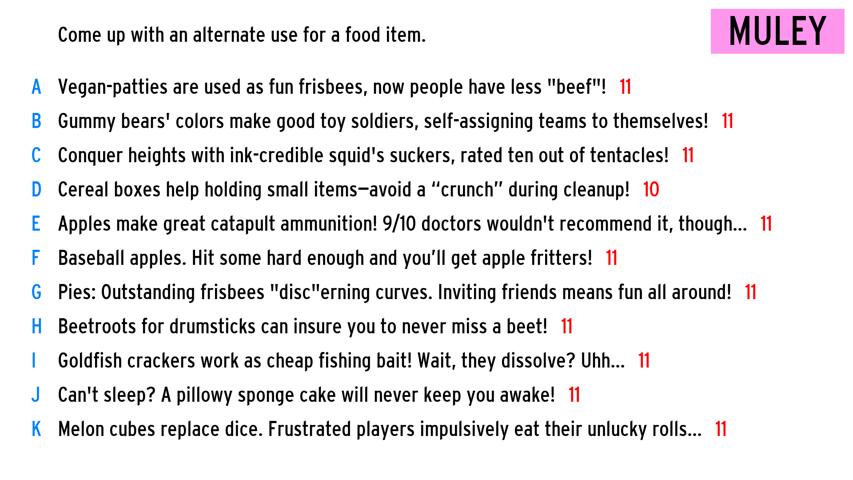 Come up with an alternate use for a food item.
MULEY
A Vegan-patties are used as fun frisbees, now people have less "beef"! 11
B Gummy bears' colors make good toy soldiers, self-assigning teams to themselves! 11
C Conquer heights with ink-credible squid's suckers, rated ten out of tentacles! 11
D Cereal boxes help holding small items—avoid a “crunch” during cleanup! 10
E Apples make great catapult ammunition! 9/10 doctors wouldn't recommend it, though... 11
F Baseball apples. Hit some hard enough and you’ll get apple fritters! 11
G Pies: Outstanding frisbees "disc"erning curves. Inviting friends means fun all around! 11
H Beetroots for drumsticks can insure you to never miss a beet! 11
I Goldfish crackers work as cheap fishing bait! Wait, they dissolve? Uhh... 11
J Can't sleep? A pillowy sponge cake will never keep you awake! 11
K Melon cubes replace dice. Frustrated players impulsively eat their unlucky rolls... 11